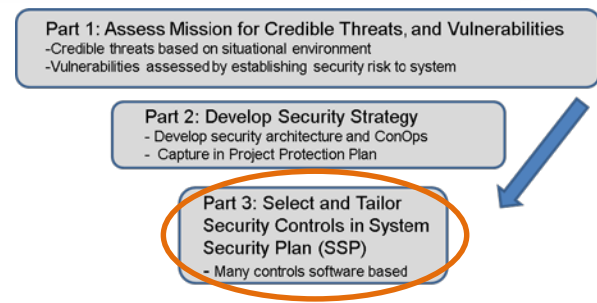 Part 1: Assess Mission for Credible Threats, and Vulnerabilities
-Credible threats based on situational environment
-Vulnerabilities assessed by establishing security risk to system
Part 2: Develop Security Strategy
- Develop security architecture and ConOps
- Capture in Project Protection Plan
Part 3: Select and Tailor
Security Controls in System
Security Plan (SSP)
- Many controls software based